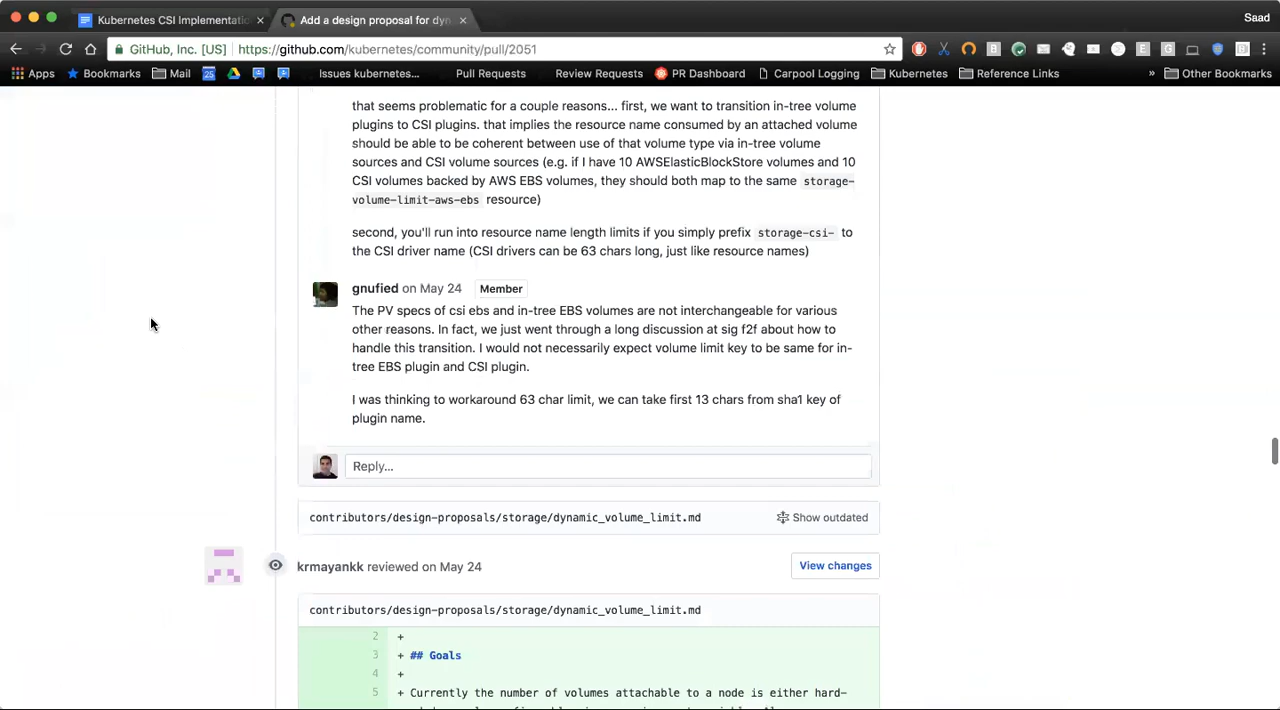 Kubernetes CSI Implementatio
Add a design proposal for dyn
Saad
GitHub, Inc. [US]
https://github.com/kubernetes/community/pull/2051
Apps
Bookmarks
Mail
Issues kubernetes...
Pull Requests
Review Requests
PR Dashboard
Carpool Logging
Kubernetes
Reference Links
»
Other Bookmarks
that seems problematic for a couple reasons... first, we want to transition in-tree volume
plugins to CSI plugins. that implies the resource name consumed by an attached volume
should be able to be coherent between use of that volume type via in-tree volume
sources and CSI volume sources (e.g. if I have 10 AWSElasticBlockStore volumes and 10
CSI volumes backed by AWS EBS volumes, they should both map to the same storage-
volume-limit-aws-ebs resource)
second, you'll run into resource name length limits if you simply prefix storage-csi- to
the CSI driver name (CSI drivers can be 63 chars long, just like resource names)
gnufied on May 24 Member
The PV specs of csi ebs and in-tree EBS volumes are not interchangeable for various
other reasons. In fact, we just went through a long discussion at sig f2f about how to
handle this transition. I would not necessarily expect volume limit key to be same for in-
tree EBS plugin and CSI plugin.
I was thinking to workaround 63 char limit, we can take first 13 chars from sha1 key of
plugin name.
Reply...
contributors/design-proposals/storage/dynamic_volume_limit.md
Show outdated
krmayankk reviewed on May 24
View changes
contributors/design-proposals/storage/dynamic_volume_limit.md
2 +
3 + ## Goals
4 +
5 + Currently the number of volumes attachable to a node is either hard-